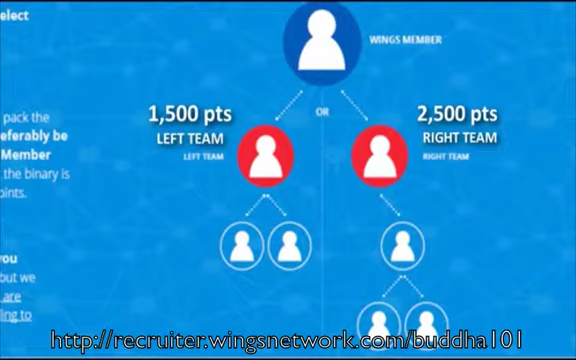 elect
WINGS MEMBER
OR
1,500 pts
LEFT TEAM
LEFT TEAM
2,500 pts
RIGHT TEAM
RIGHT TEAM
pack the
eferably be
Member
the binary is
oints.
you
but we
are
ling to
http://recruiter.wingsnetwork.com/buddha101